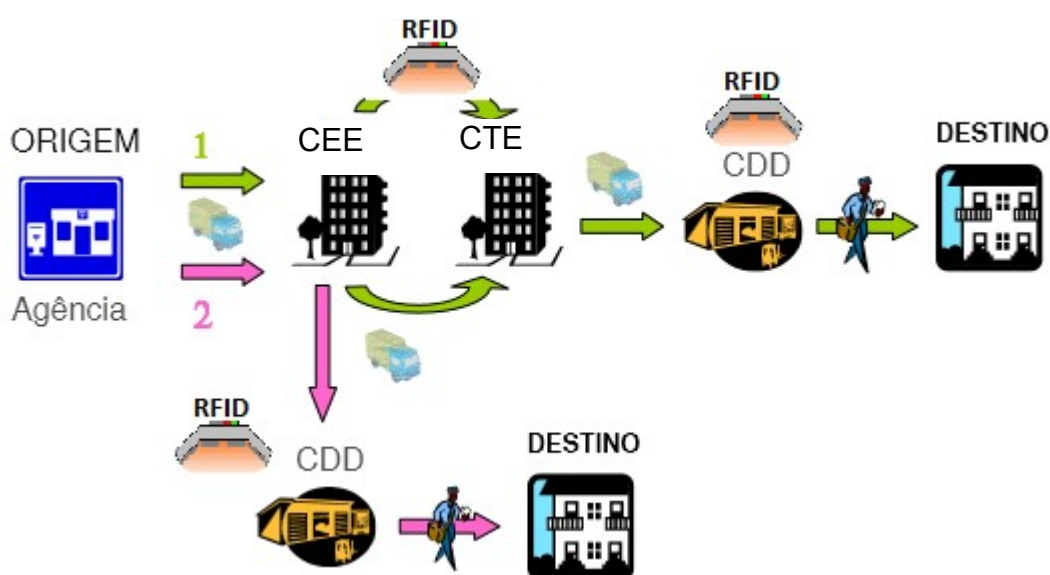 RFID
RFID
ORIGEM
1
CEE
CTE
CDD
DESTINO
Agência
2
RFID
CDD
DESTINO